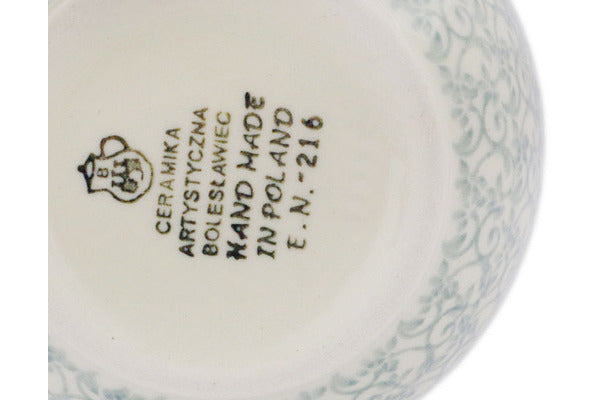 B
CERAMIKA
ARTYSTYCZNA
BOLESŁAWIEC
HAND MADE
IN POLAND
E. N.-216